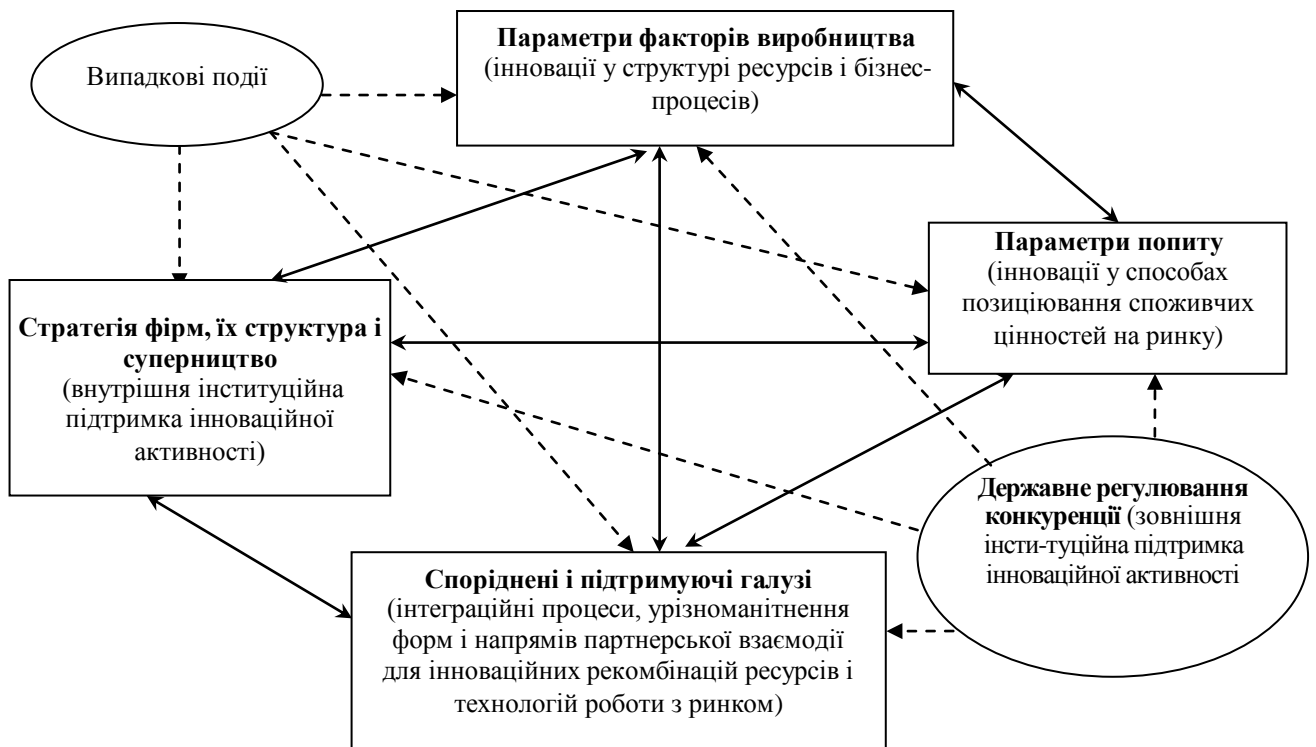 Випадкові події
Параметри факторів виробництва
(інновації у структурі ресурсів і бізнес-
процесів)
Параметри попиту
(інновації у способах
позиціювання споживчих
цінностей на ринку)
Стратегія фірм, їх структура і
суперництво
(внутрішня інституційна
підтримка інноваційної
активності)
Державне регулювання
конкуренції (зовнішня
інсти-туційна підтримка
інноваційної активності
Споріднені і підтримуючі галузі
(інтеграційні процеси, урізноманітнення
форм і напрямів партнерської взаємодії
для інноваційних рекомбінацій ресурсів і
технологій роботи з ринком)